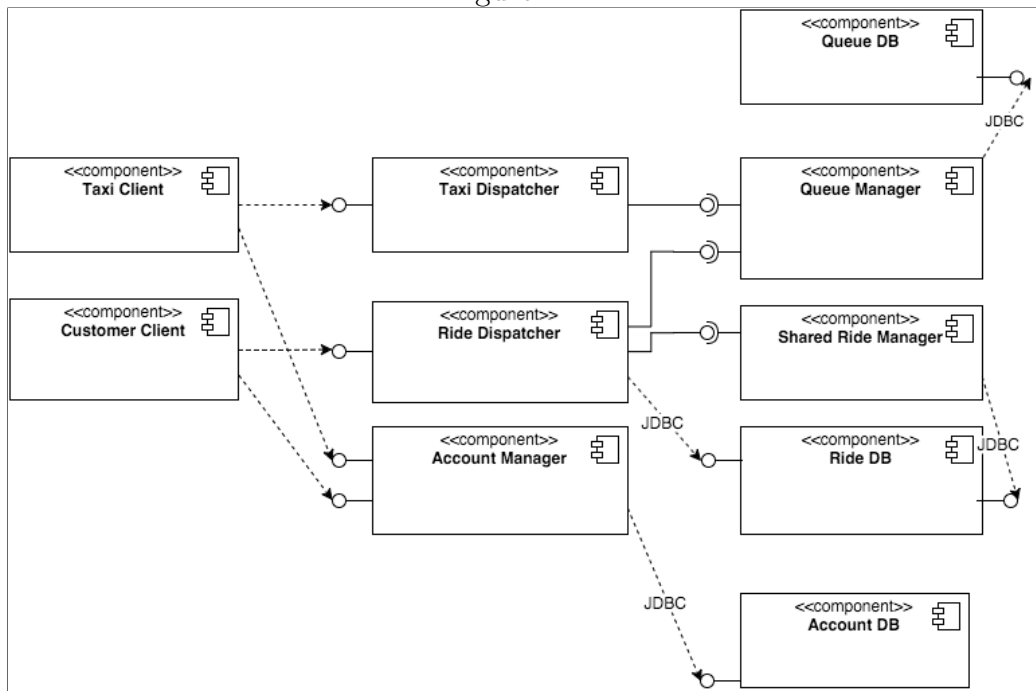 <<component>>
Queue DB
JDBC
<<component>>
Taxi Client
<<component>>
Taxi Dispatcher
<<component>>
Queue Manager
<<component>>
Customer Client
<<component>>
Ride Dispatcher
<<component>>
Shared Ride Manager
JDBC
<<component>>
Account Manager
<<component>>
Ride DB
JDBC
JDBC
<<component>>
Account DB